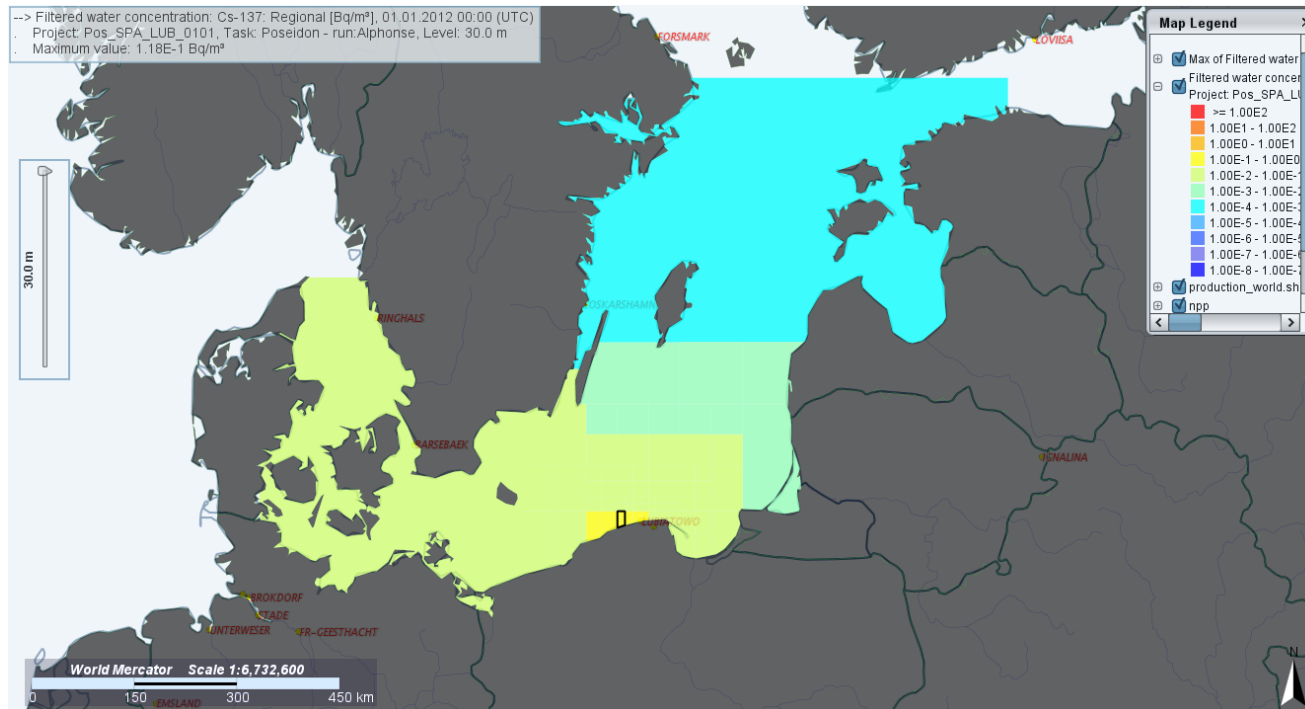 --> Filtered water concentration: Cs-137: Regional [Bq/m³], 01.01.2012 00:00 (UTC)
. Project: Pos_SPA_LUB_0101, Task: Poseidon - run:Alphonse, Level: 30.0 m
. Maximum value: 1.18E-1 Bq/m³
FORSMARK
LOVIISA
Map Legend
Max of Filtered water
Filtered water concer
Project: Pos_SPA_LU
>= 1.00E2
1.00E1 - 1.00E2
1.00E0 - 1.00E1
1.00E-1 - 1.00E0
1.00E-2 - 1.00E-1
1.00E-3 - 1.00E-2
1.00E-4 - 1.00E-3
1.00E-5 - 1.00E-4
1.00E-6 - 1.00E-5
1.00E-7 - 1.00E-6
1.00E-8 - 1.00E-7
production_world.sh
npp
30.0 m
OSKARSHAMN
RINGHALS
BARSEBAEK
IGNALINA
LUBIATOWO
BROKDORF
STADE
UNTERWESER
FR-GEESTHACHT
World Mercator Scale 1:6,732,600
0 150 300 450 km
EMSLAND
N